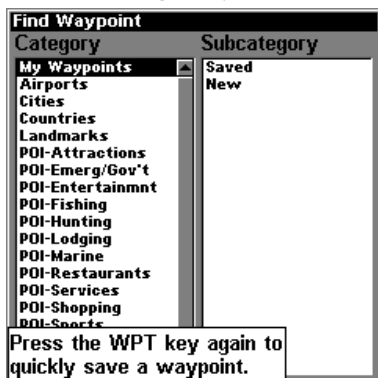 Find Waypoint
Category Subcategory
My Waypoints Saved
Airports New
Cities
Countries
Landmarks
POI-Attractions
POI-Emerg/Gov't
POI-Entertainmnt
POI-Fishing
POI-Hunting
POI-Lodging
POI-Marine
POI-Restaurants
POI-Services
POI-Shopping
POI-Sports
Press the WPT key again to
quickly save a waypoint.